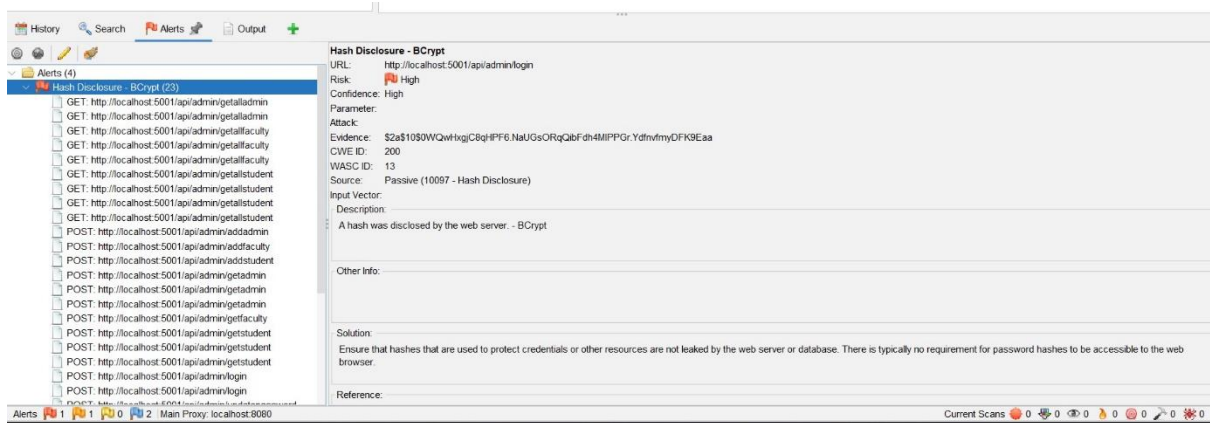 History Search Alerts Output
Alerts (4)
Hash Disclosure - BCrypt (23)
GET: http://localhost:5001/api/admin/getalladmin
GET: http://localhost:5001/api/admin/getalladmin
GET: http://localhost:5001/api/admin/getallfaculty
GET: http://localhost:5001/api/admin/getallfaculty
GET: http://localhost:5001/api/admin/getallfaculty
GET: http://localhost:5001/api/admin/getallstudent
GET: http://localhost:5001/api/admin/getallstudent
GET: http://localhost:5001/api/admin/getallstudent
GET: http://localhost:5001/api/admin/getallstudent
POST: http://localhost:5001/api/admin/addadmin
POST: http://localhost:5001/api/admin/addfaculty
POST: http://localhost:5001/api/admin/addstudent
POST: http://localhost:5001/api/admin/getadmin
POST: http://localhost:5001/api/admin/getadmin
POST: http://localhost:5001/api/admin/getadmin
POST: http://localhost:5001/api/admin/getfaculty
POST: http://localhost:5001/api/admin/getstudent
POST: http://localhost:5001/api/admin/getstudent
POST: http://localhost:5001/api/admin/getstudent
POST: http://localhost:5001/api/admin/login
POST: http://localhost:5001/api/admin/login
Hash Disclosure - BCrypt
URL: http://localhost:5001/api/admin/login
Risk: High
Confidence: High
Parameter:
Attack:
Evidence: $2a$10$0WQwHxgjC8qHPF6.NaUGsORqQibFdh4MlPPGr.YdfnvfmyDFK9Eaa
CWE ID: 200
WASC ID: 13
Source: Passive (10097 - Hash Disclosure)
Input Vector:
Description:
A hash was disclosed by the web server. - BCrypt
Other Info:
Solution:
Ensure that hashes that are used to protect credentials or other resources are not leaked by the web server or database. There is typically no requirement for password hashes to be accessible to the web
browser.
Reference:
Alerts 1 1 0 2 Main Proxy: localhost:8080
Current Scans 0 0 0 0 0 0 0